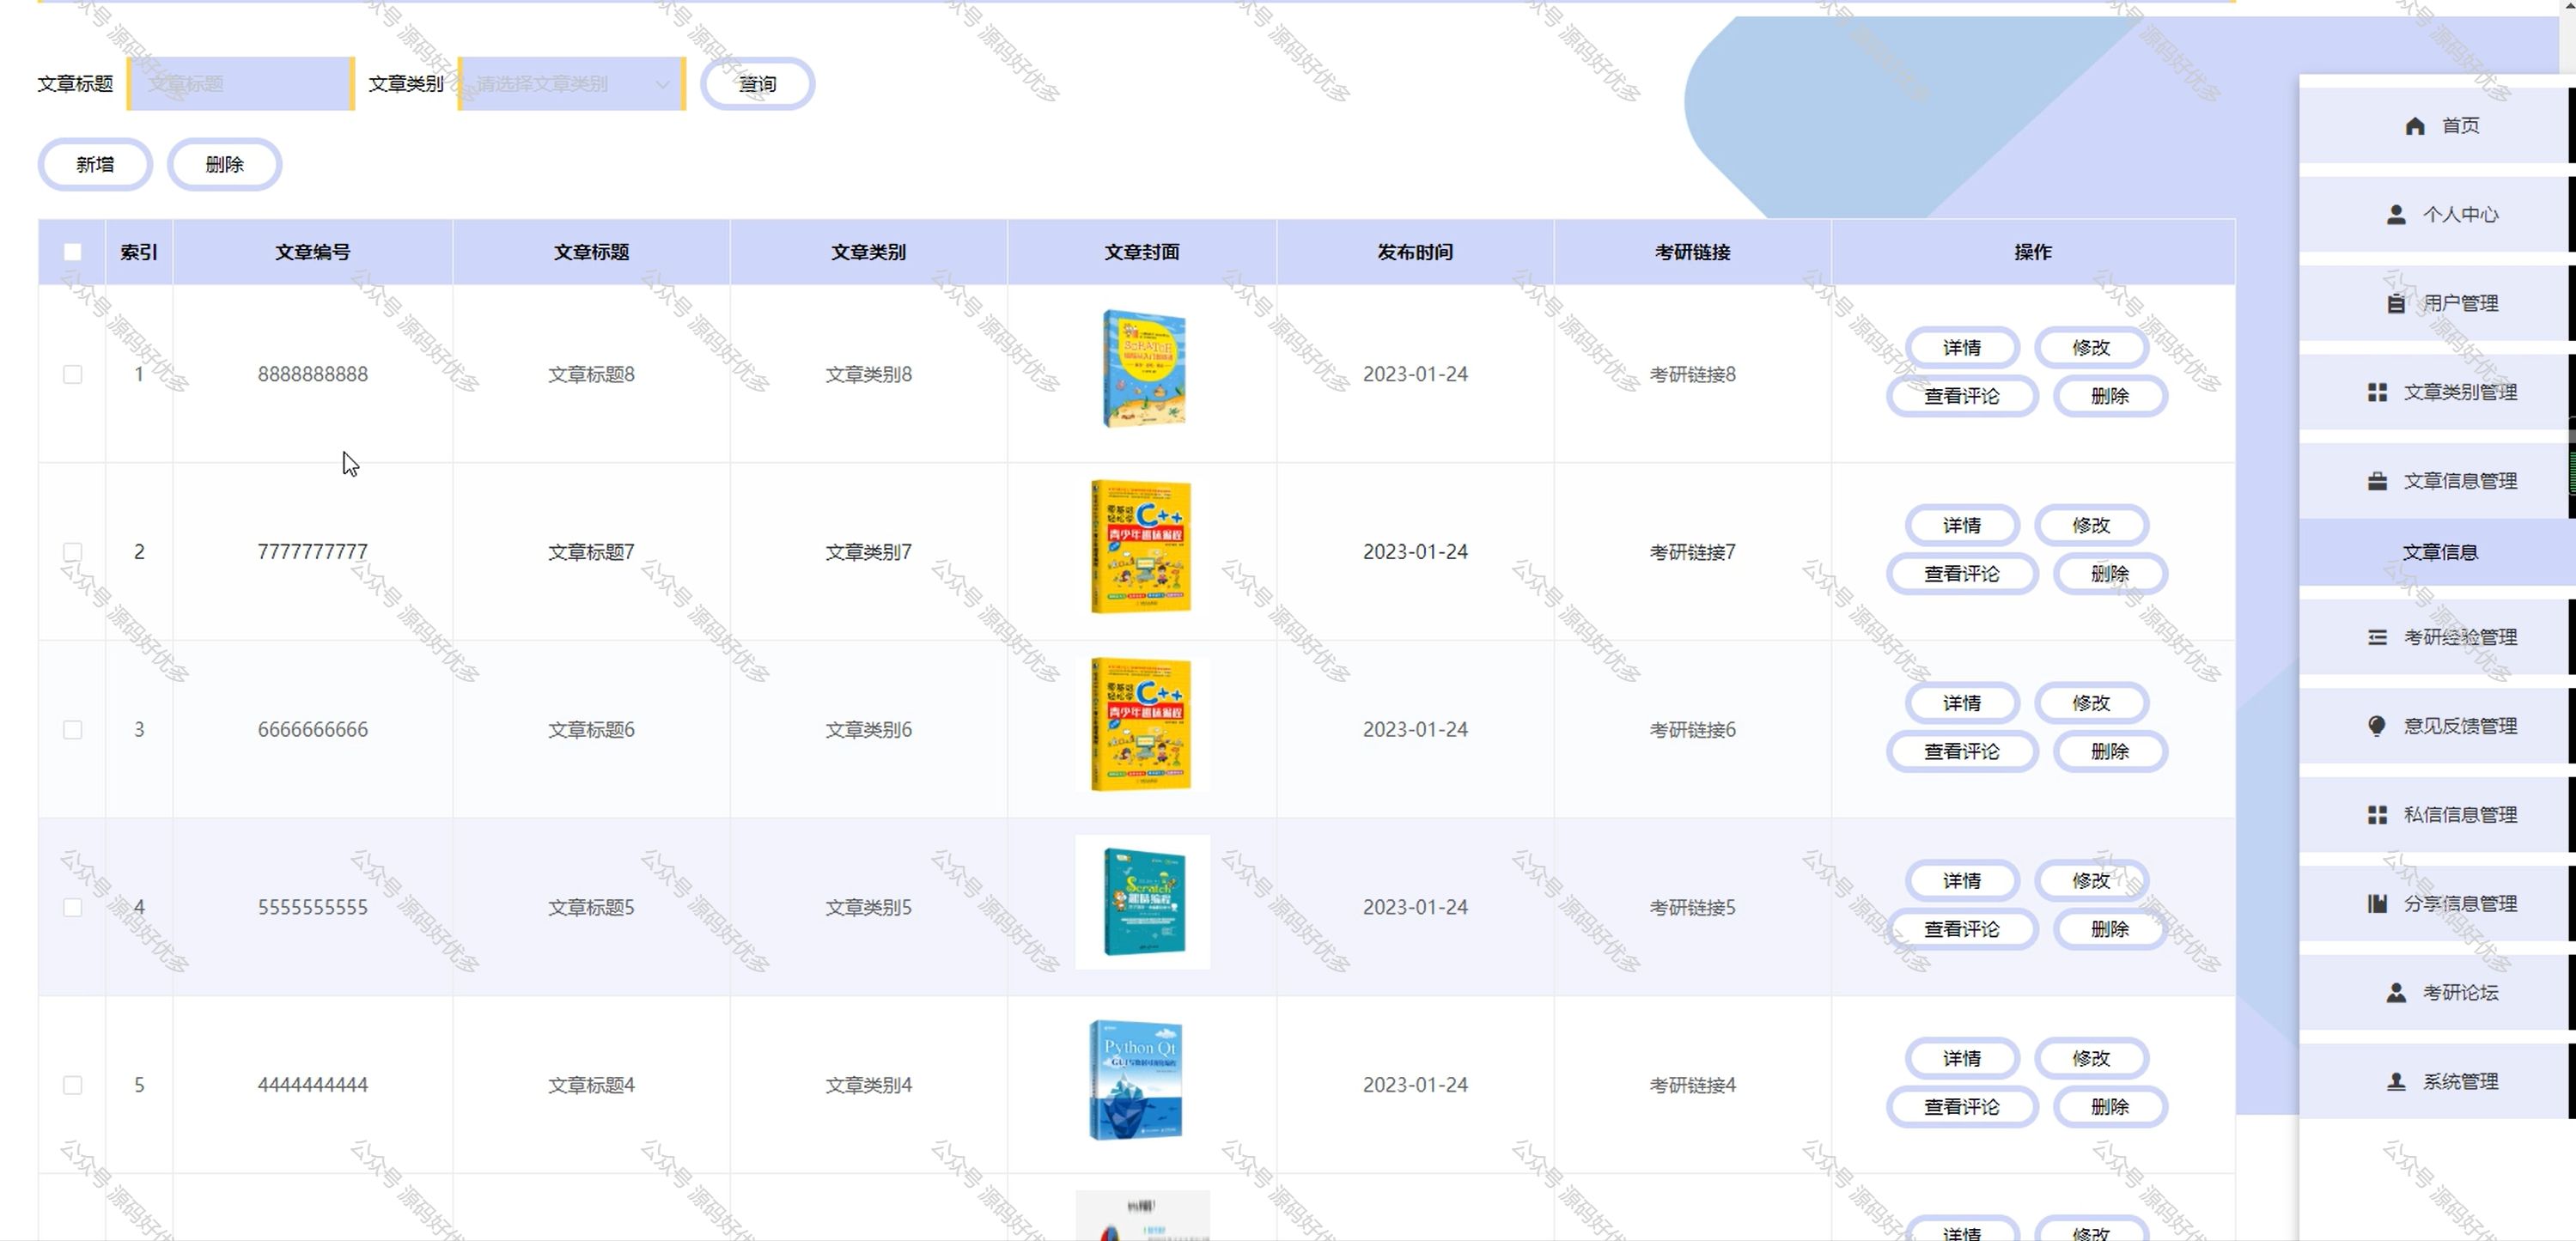 文章标题 文章标题 文章类别 请选择文章类别 查询
新增 删除
索引 文章编号 文章标题 文章类别 文章封面 发布时间 考研链接 操作
1 8888888888 文章标题8 文章类别8 2023-01-24 考研链接8 详情 修改
查看评论 删除
2 7777777777 文章标题7 文章类别7 2023-01-24 考研链接7 详情 修改
查看评论 删除
C++
青少年趣味编程
3 6666666666 文章标题6 文章类别6 2023-01-24 考研链接6 详情 修改
查看评论 删除
C++
青少年趣味编程
4 5555555555 文章标题5 文章类别5 2023-01-24 考研链接5 详情 修改
查看评论 删除
Scratch
趣味编程
5 4444444444 文章标题4 文章类别4 2023-01-24 考研链接4 详情 修改
查看评论 删除
Python Qt
详情 修改
首页
个人中心
用户管理
文章类别管理
文章信息管理
文章信息
考研经验管理
意见反馈管理
私信信息管理
分享信息管理
考研论坛
系统管理
公众号 源码好优多